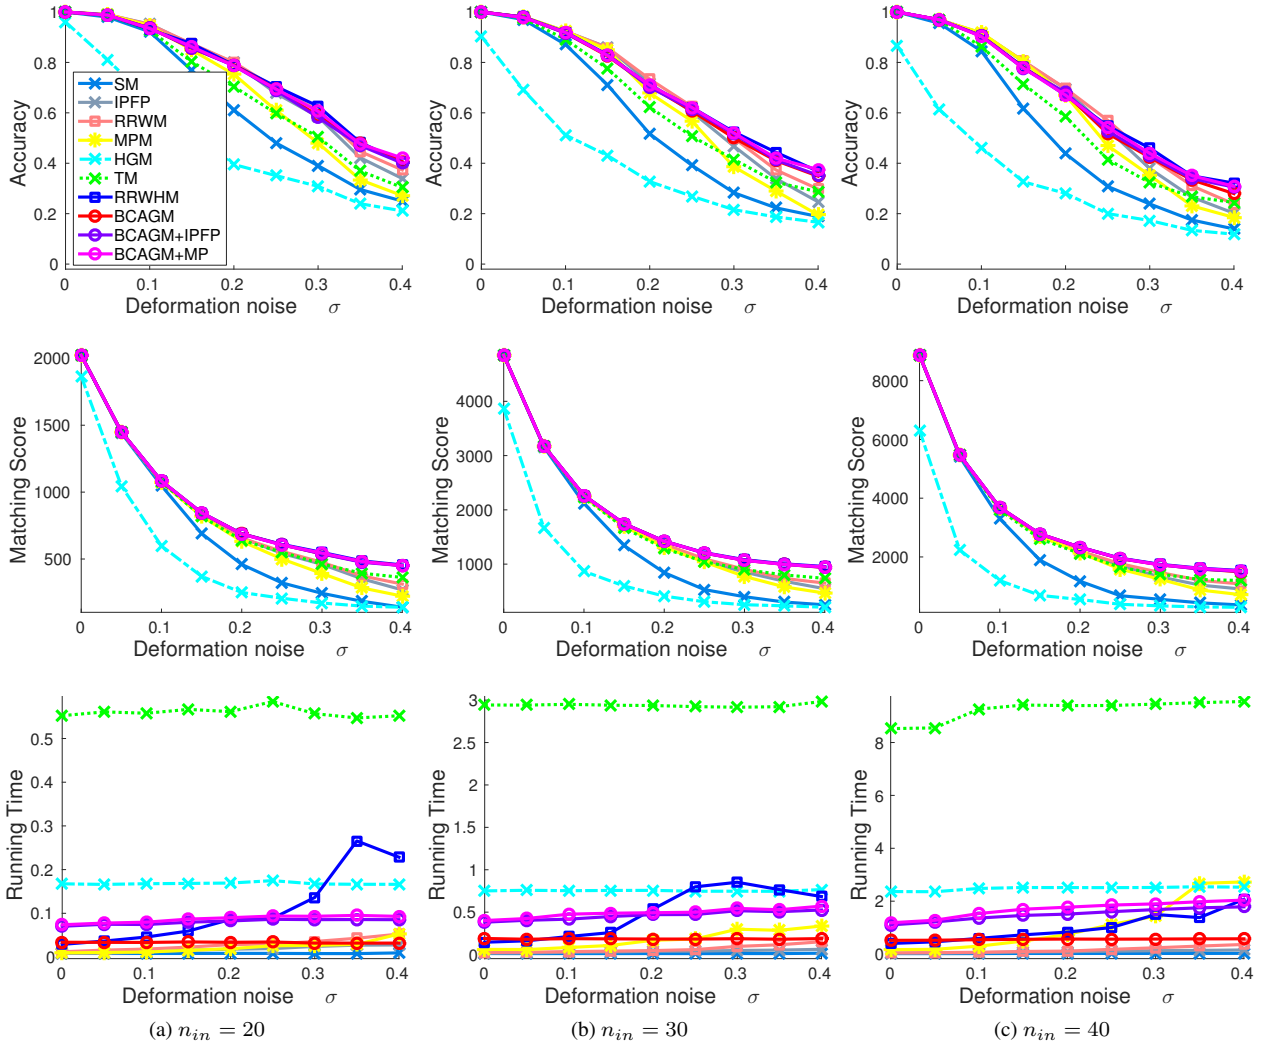 1
0.8
0.6
0.4
0.2
0
Accuracy
SM
IPFP
RRWM
MPM
HGM
TM
RRWHM
BCAGM
BCAGM+IPFP
BCAGM+MP
0 0.1 0.2 0.3 0.4
Deformation noise σ
1
0.8
0.6
0.4
0.2
0
Accuracy
0 0.1 0.2 0.3 0.4
Deformation noise σ
1
0.8
0.6
0.4
0.2
0
Accuracy
0 0.1 0.2 0.3 0.4
Deformation noise σ
2000
1500
1000
500
Matching Score
0 0.1 0.2 0.3 0.4
Deformation noise σ
4000
3000
2000
1000
Matching Score
0 0.1 0.2 0.3 0.4
Deformation noise σ
8000
6000
4000
2000
Matching Score
0 0.1 0.2 0.3 0.4
Deformation noise σ
0.5
0.4
0.3
0.2
0.1
0
Running Time
0 0.1 0.2 0.3 0.4
Deformation noise σ
(a) n_in = 20
3
2.5
2
1.5
1
0.5
0
Running Time
0 0.1 0.2 0.3 0.4
Deformation noise σ
(b) n_in = 30
8
6
4
2
0
Running Time
0 0.1 0.2 0.3 0.4
Deformation noise σ
(c) n_in = 40